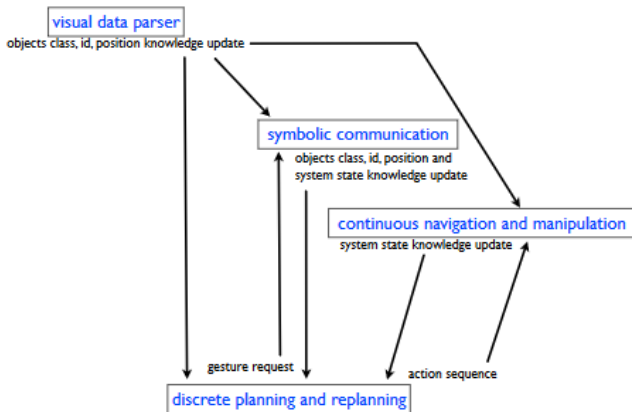 visual data parser
objects class, id, position knowledge update
symbolic communication
objects class, id, position and
system state knowledge update
continuous navigation and manipulation
system state knowledge update
gesture request
action sequence
discrete planning and replanning